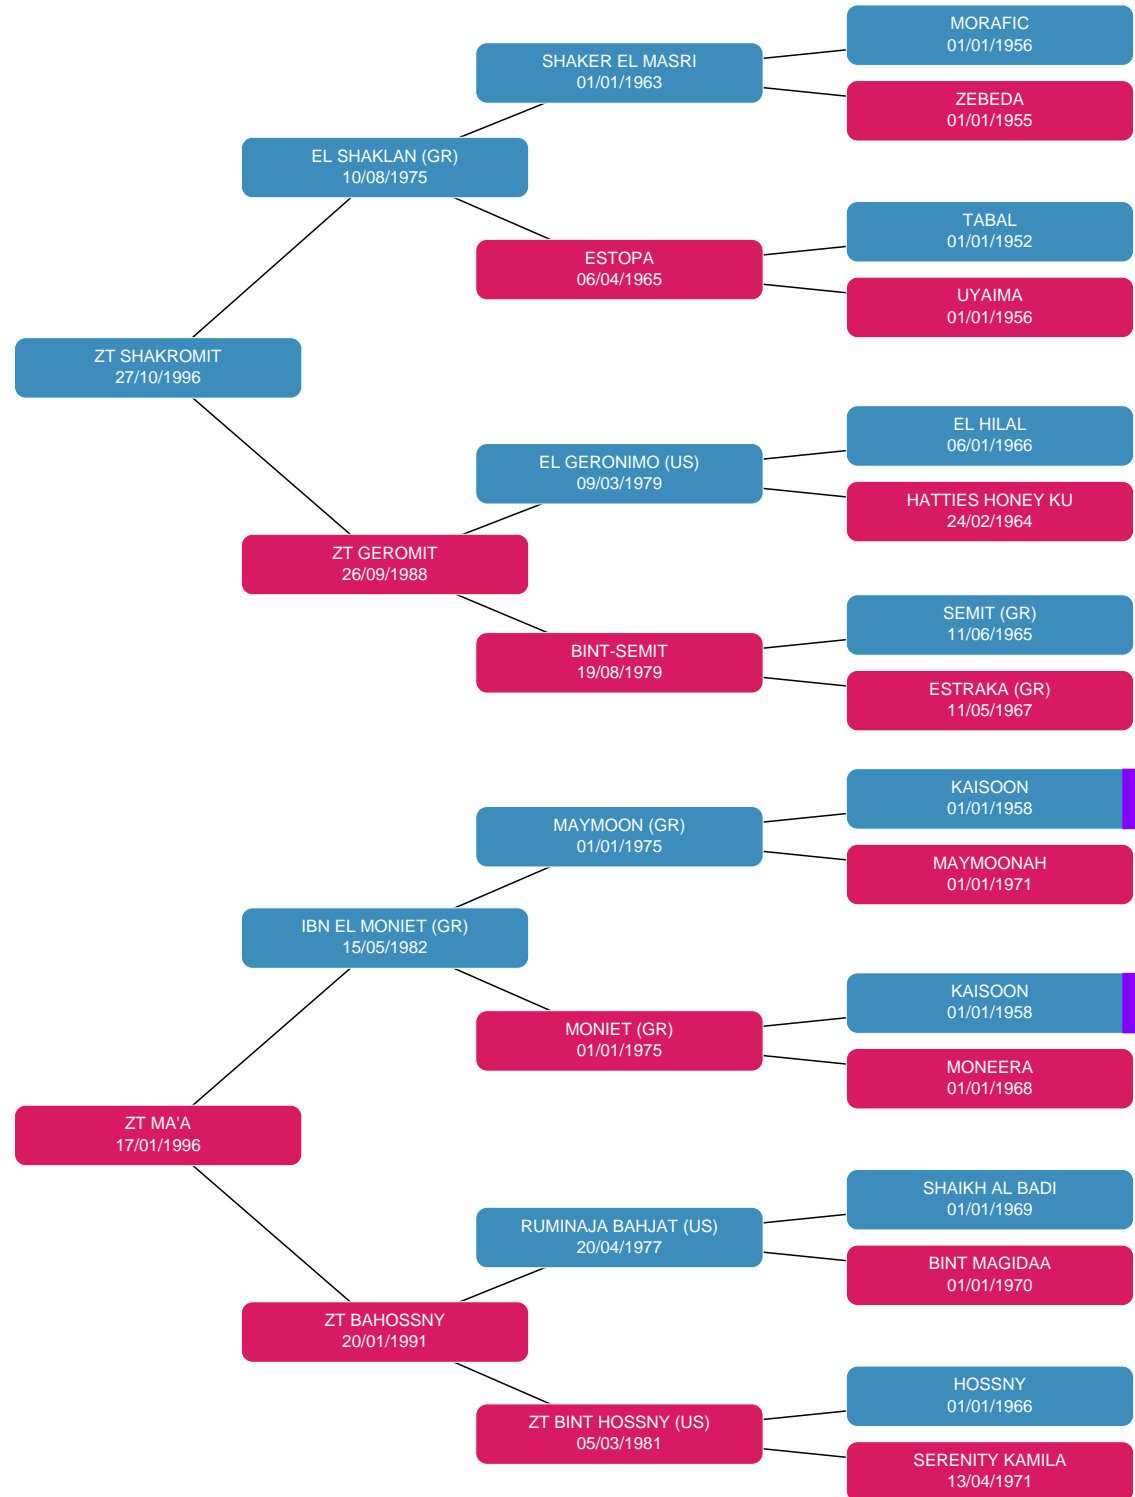 MORAFIC
01/01/1956
SHAKER EL MASRI
01/01/1963
ZEBEDA
01/01/1955
EL SHAKLAN (GR)
10/08/1975
TABAL
01/01/1952
ESTOPA
06/04/1965
UYAIMA
01/01/1956
ZT SHAKROMIT
27/10/1996
EL HILAL
06/01/1966
EL GERONIMO (US)
09/03/1979
HATTIES HONEY KU
24/02/1964
ZT GEROMIT
26/09/1988
SEMIT (GR)
11/06/1965
BINT-SEMIT
19/08/1979
ESTRAKA (GR)
11/05/1967
KAISOON
01/01/1958
MAYMOON (GR)
01/01/1975
MAYMOONAH
01/01/1971
IBN EL MONIET (GR)
15/05/1982
KAISOON
01/01/1958
MONIET (GR)
01/01/1975
MONEERA
01/01/1968
ZT MA'A
17/01/1996
SHAIKH AL BADI
01/01/1969
RUMINAJA BAHJAT (US)
20/04/1977
BINT MAGIDAA
01/01/1970
ZT BAHOSSNY
20/01/1991
HOSSNY
01/01/1966
ZT BINT HOSSNY (US)
05/03/1981
SERENITY KAMILA
13/04/1971